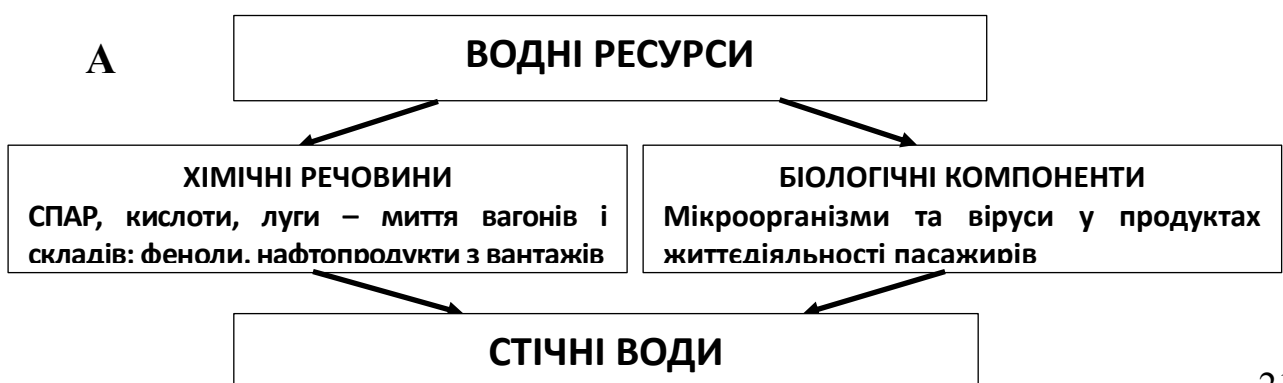 А
ВОДНІ РЕСУРСИ
ХІМІЧНІ РЕЧОВИНИ
СПАР, кислоти, луги – миття вагонів і
складів; феноли, нафтопродукти з вантажів
БІОЛОГІЧНІ КОМПОНЕНТИ
Мікроорганізми та віруси у продуктах
життєдіяльності пасажирів
СТІЧНІ ВОДИ